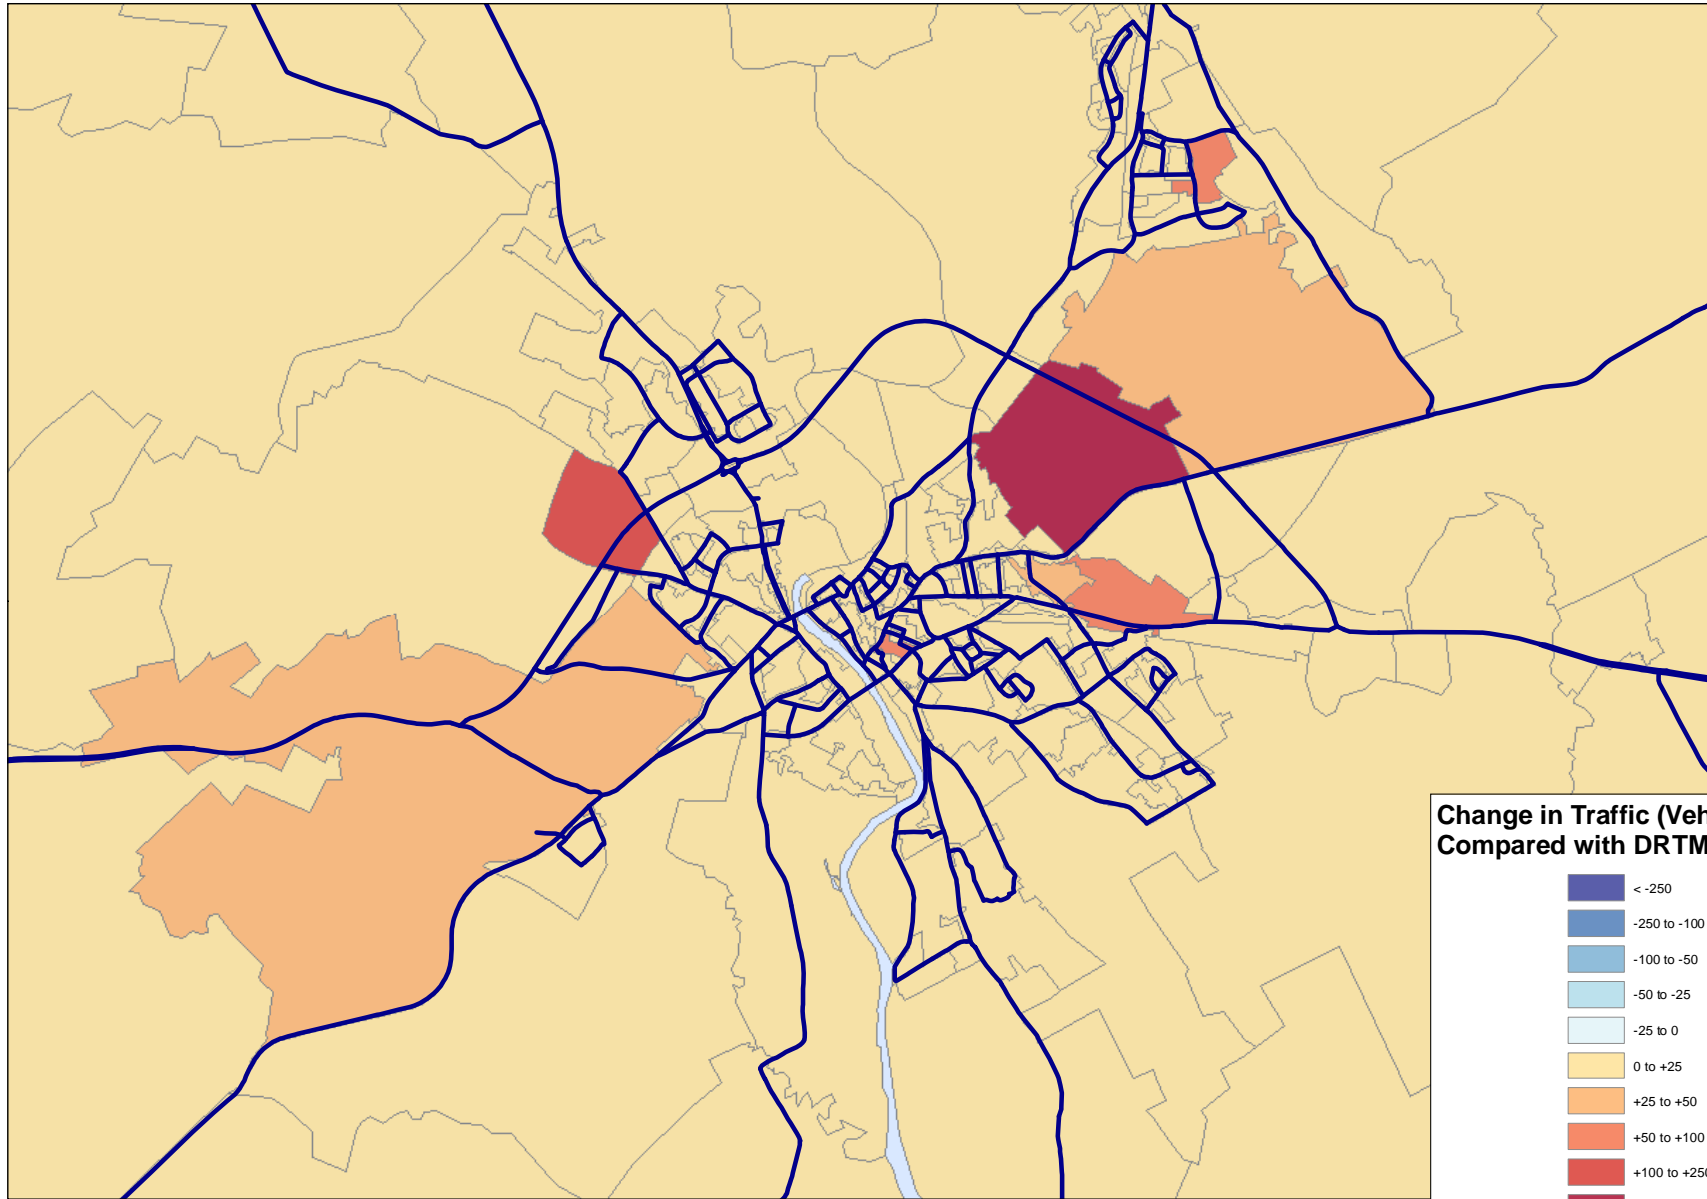 Change in Traffic (Veh
Compared with DRTM
< -250
-250 to -100
-100 to -50
-50 to -25
-25 to 0
0 to +25
+25 to +50
+50 to +100
+100 to +250